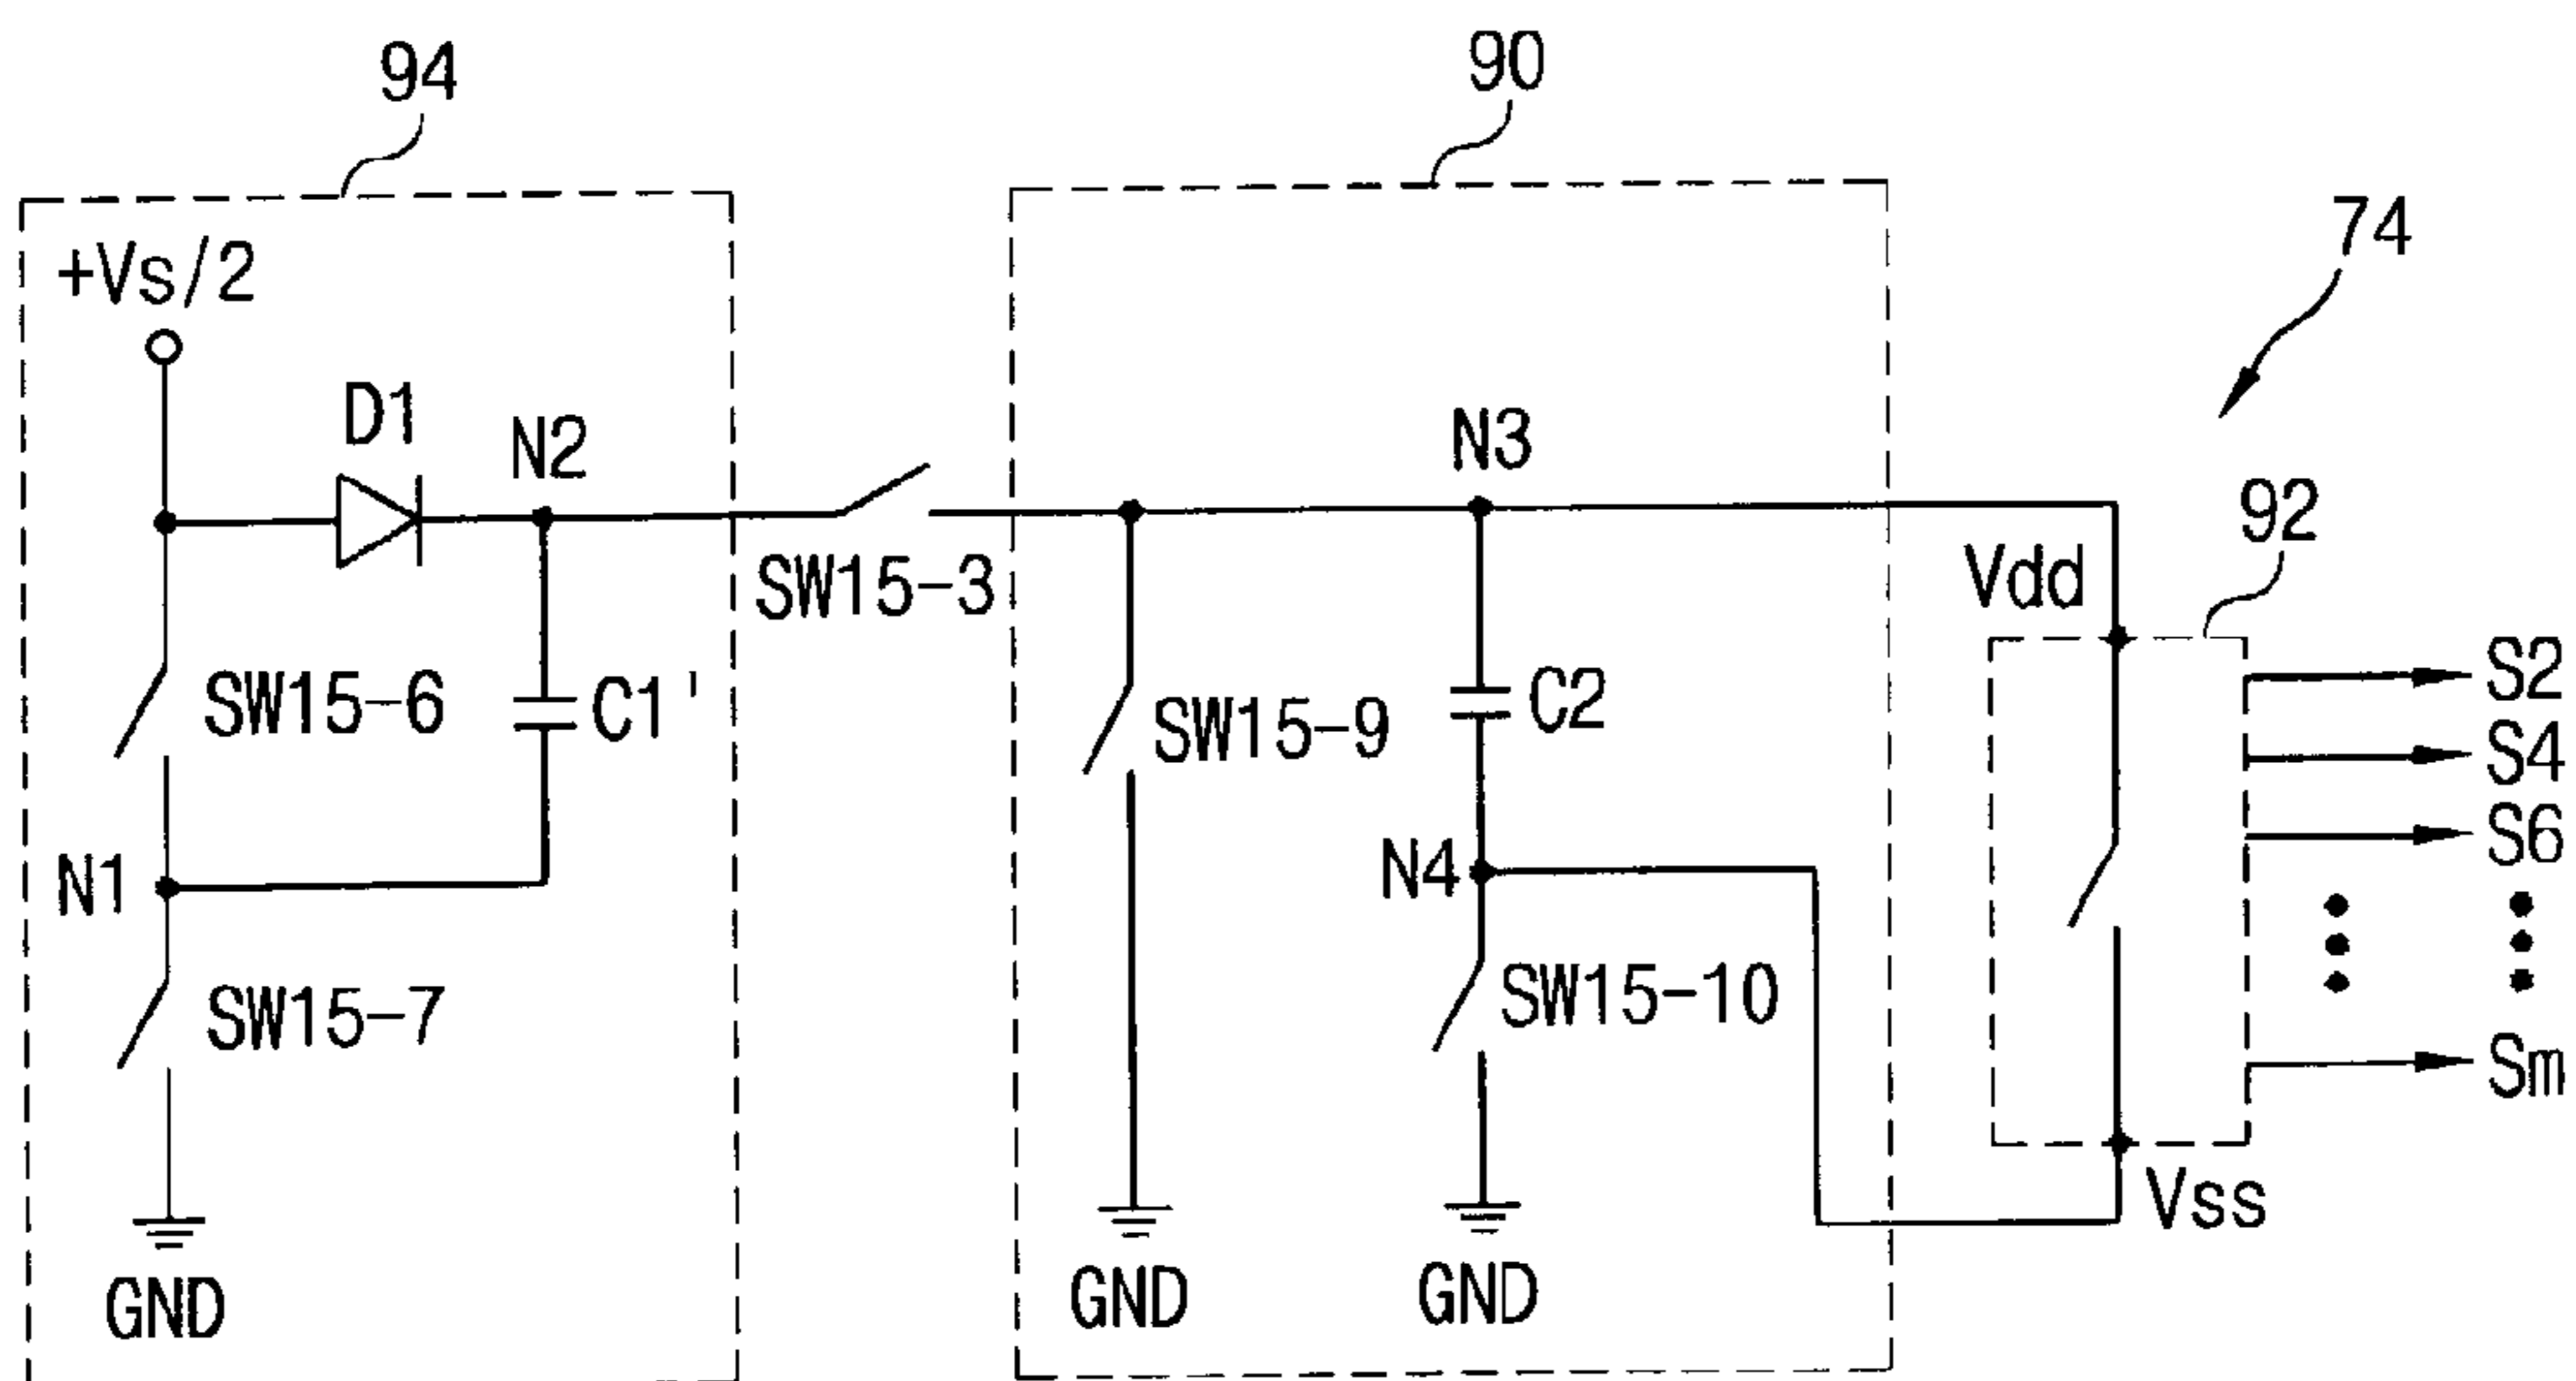 94
90
74
+Vs/2
D1
N2
N3
92
Vdd
SW15-3
S2
SW15-6
C1'
SW15-9
C2
S4
S6
N1
N4
SW15-7
SW15-10
Sm
Vss
GND
GND
GND